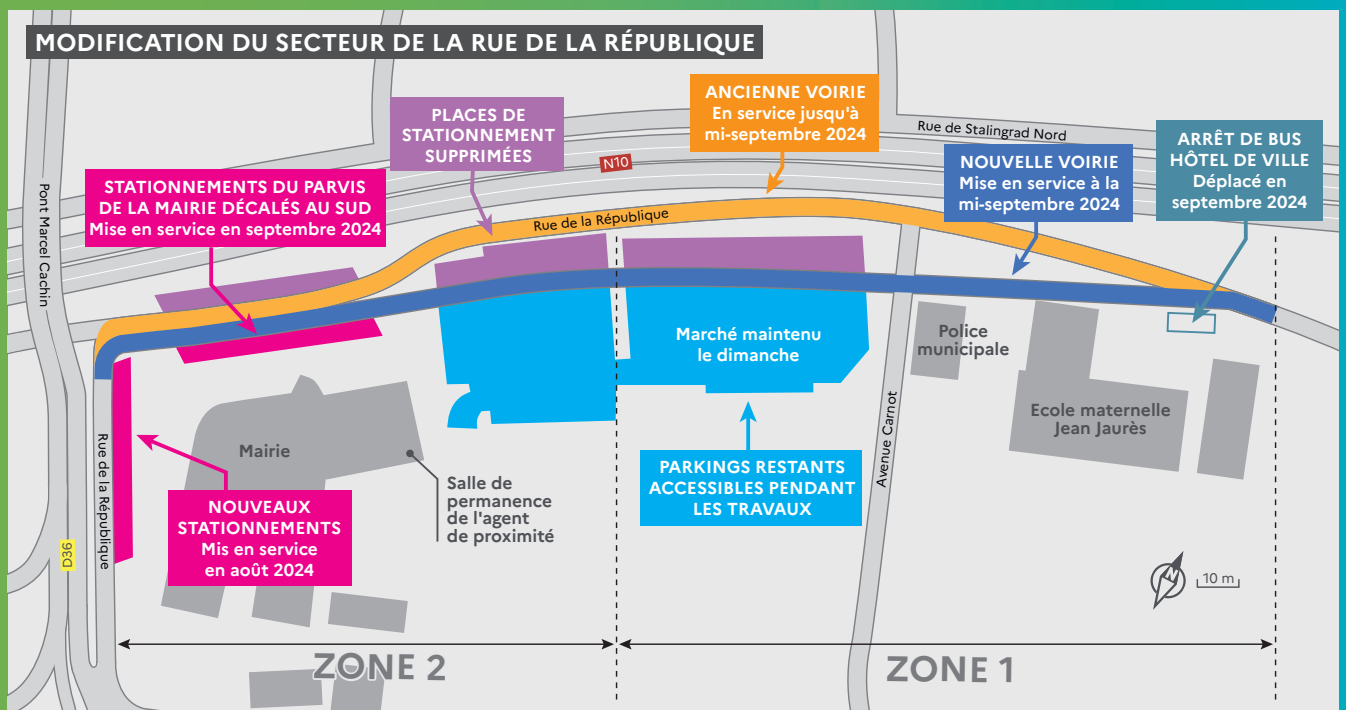 MODIFICATION DU SECTEUR DE LA RUE DE LA RÉPUBLIQUE
PLACES DE
STATIONNEMENT
SUPPRIMÉES
ANCIENNE VOIRIE
En service jusqu'à
mi-septembre 2024
Rue de Stalingrad Nord
ARRÊT DE BUS
HÔTEL DE VILLE
Déplacé en
septembre 2024
NOUVELLE VOIRIE
Mise en service à la
mi-septembre 2024
N10
STATIONNEMENTS DU PARVIS
DE LA MAIRIE DÉCALÉS AU SUD
Mise en service en septembre 2024
Pont Marcel Cachin
Rue de la République
Marché maintenu
le dimanche
Police
municipale
Ecole maternelle
Jean Jaurès
Avenue Carnot
Mairie
Rue de la République
D36
Salle de
permanence
de l'agent
de proximité
PARKINGS RESTANTS
ACCESSIBLES PENDANT
LES TRAVAUX
NOUVEAUX
STATIONNEMENTS
Mis en service
en août 2024
N
10 m
ZONE 2
ZONE 1